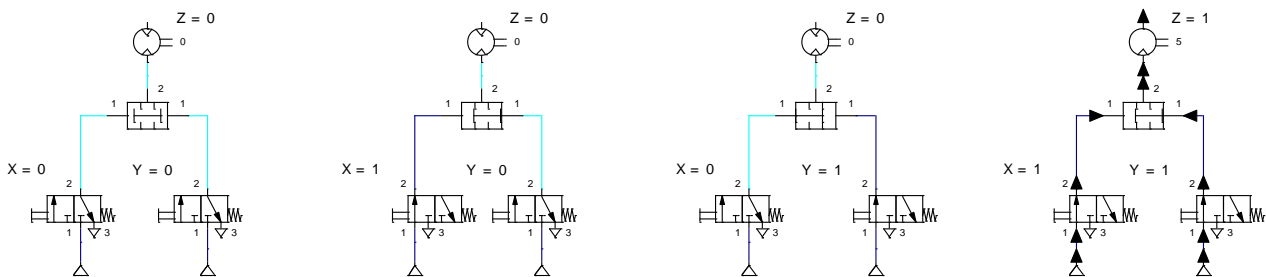 Z = 0
0
2
1 1
X = 0 Y = 0
2 2
1 3 1 3
Z = 0
0
2
1 1
X = 1 Y = 0
2 2
1 3 1 3
Z = 0
0
2
1 1
X = 0 Y = 1
2 2
1 3 1 3
Z = 1
5
2
1 1
X = 1 Y = 1
2 2
1 3 1 3